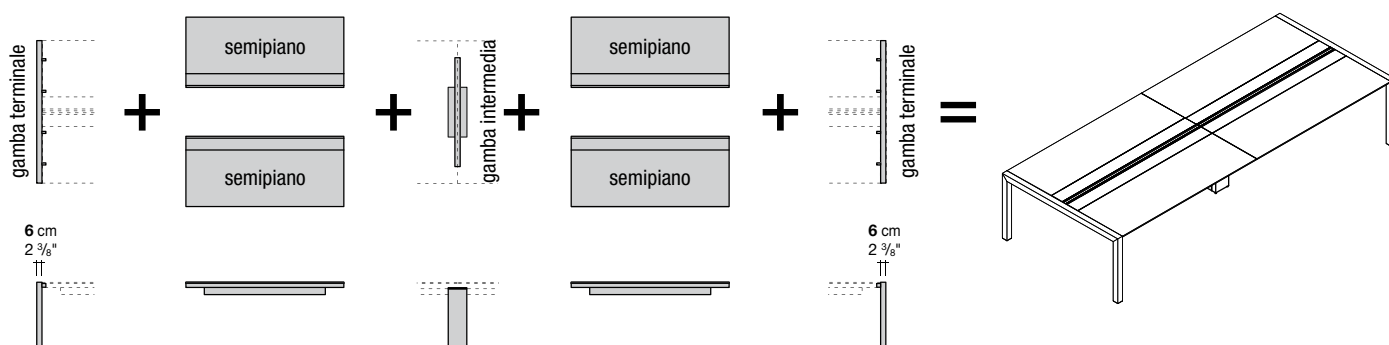 gamba terminale
semipiano
semipiano
gamba intermedia
semipiano
semipiano
gamba terminale
6 cm
2 ³⁄₈"
6 cm
2 ³⁄₈"